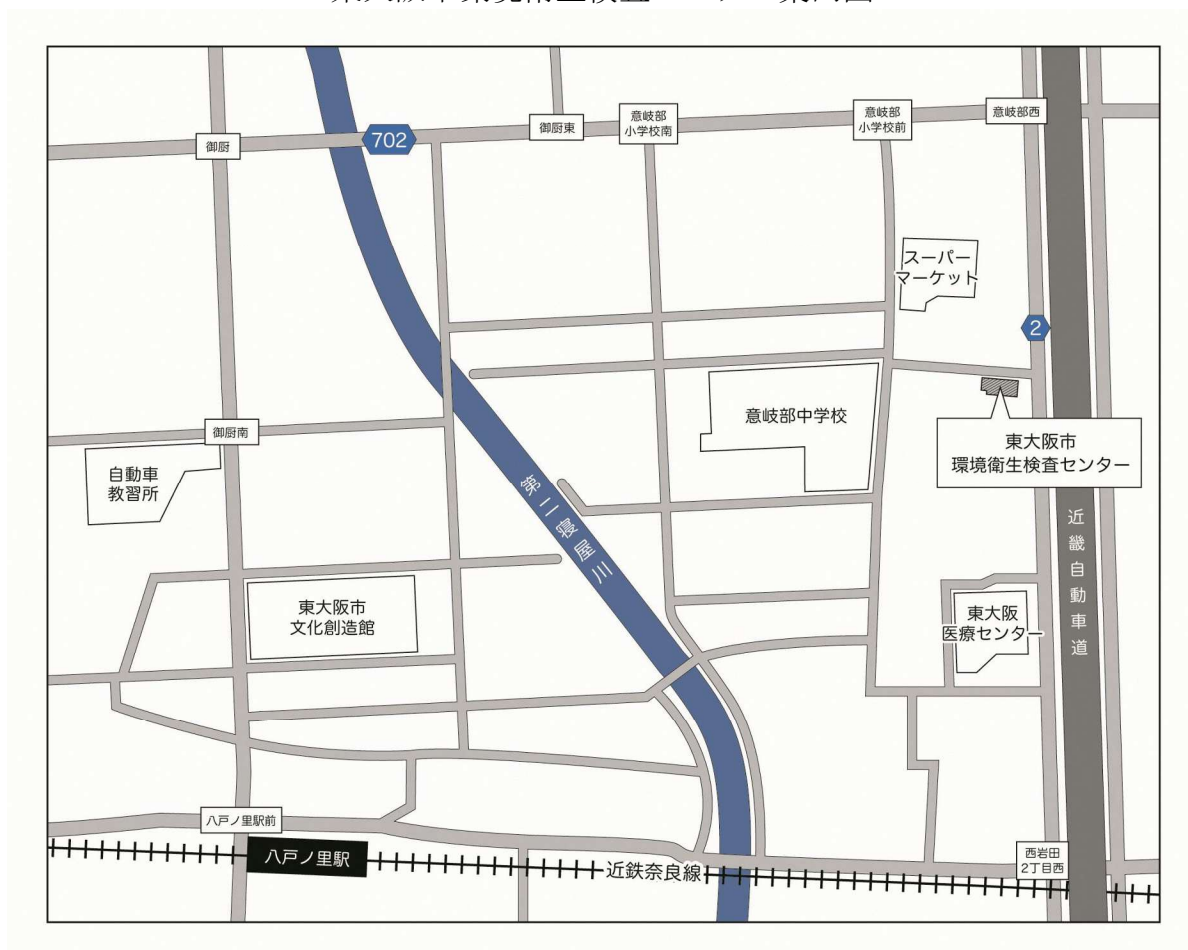 御厨
702
御厨東
意岐部
小学校南
意岐部
小学校前
意岐部西
スーパー
マーケット
2
意岐部中学校
東大阪市
環境衛生検査センター
御厨南
自動車
教習所
第二寝屋川
近畿自動車道
東大阪市
文化創造館
東大阪
医療センター
八戸ノ里駅前
八戸ノ里駅
近鉄奈良線
西岩田
2丁目西